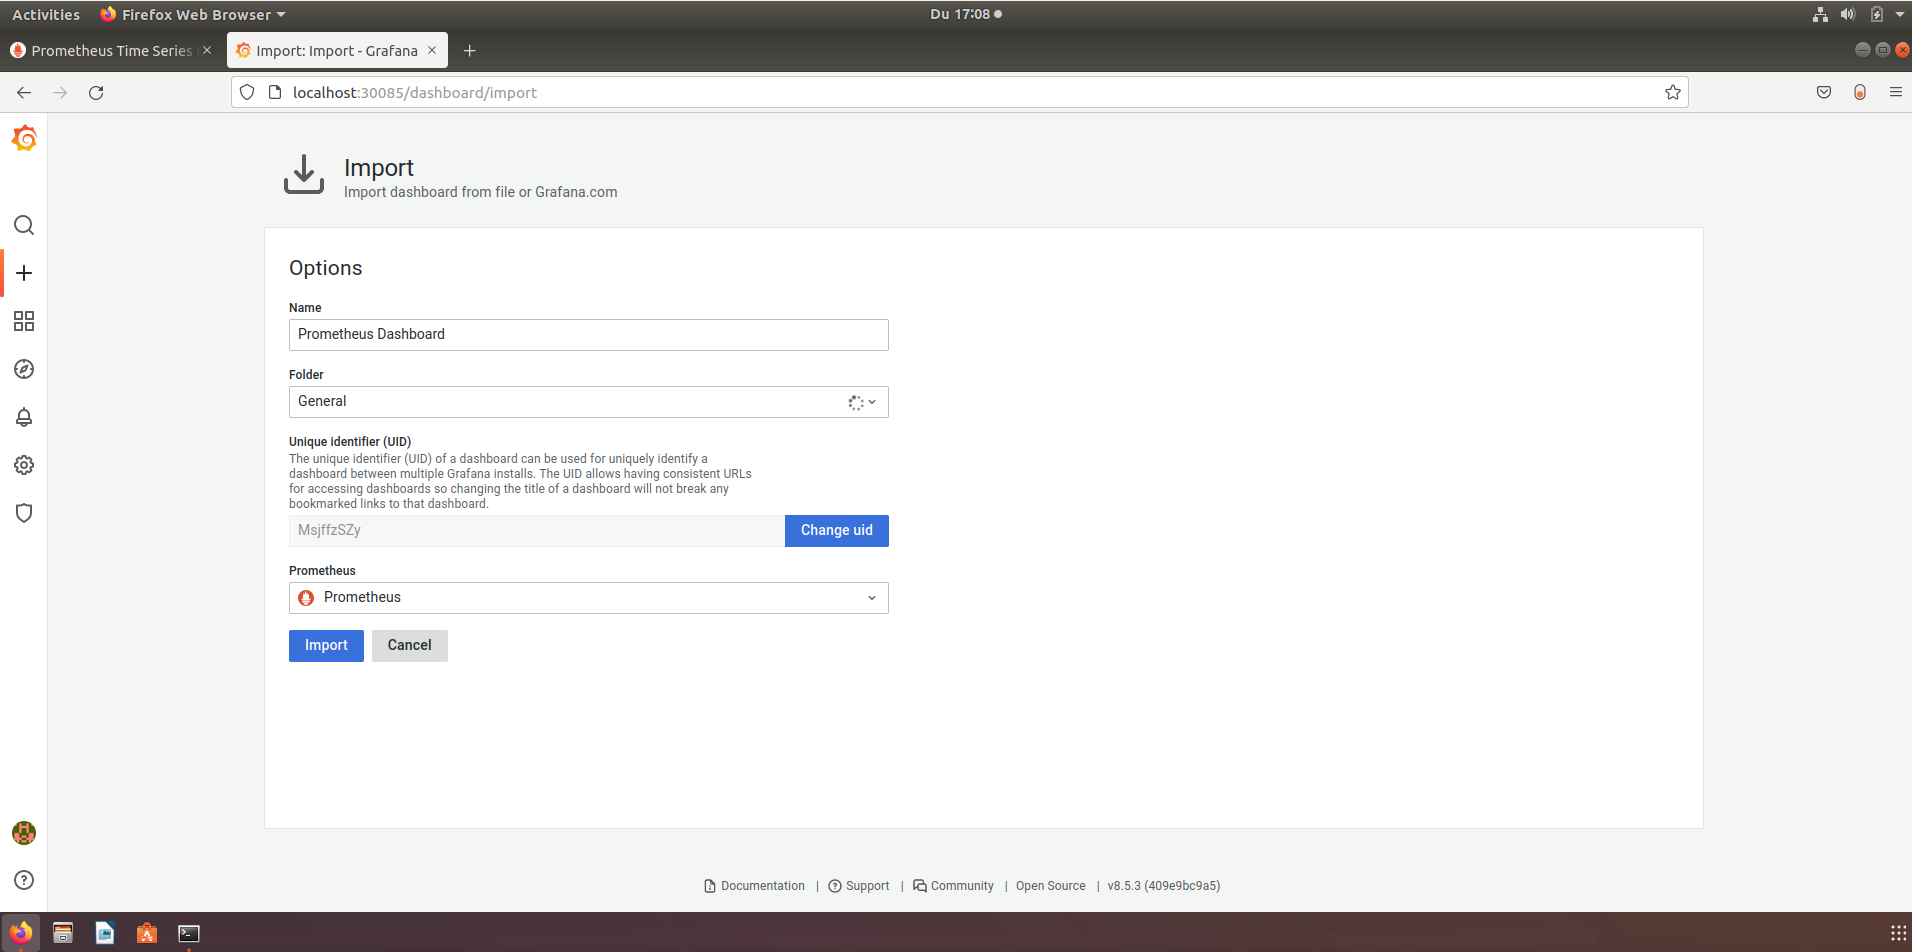 Activities Firefox Web Browser Du 17:08
Prometheus Time Series Import: Import - Grafana
localhost:30085/dashboard/import
Import
Import dashboard from file or Grafana.com
Options
Name
Prometheus Dashboard
Folder
General
Unique identifier (UID)
The unique identifier (UID) of a dashboard can be used for uniquely identify a
dashboard between multiple Grafana installs. The UID allows having consistent URLs
for accessing dashboards so changing the title of a dashboard will not break any
bookmarked links to that dashboard.
MsjffzSZy Change uid
Prometheus
Prometheus
Import Cancel
Documentation | Support | Community | Open Source | v8.5.3 (409e9bc9a5)